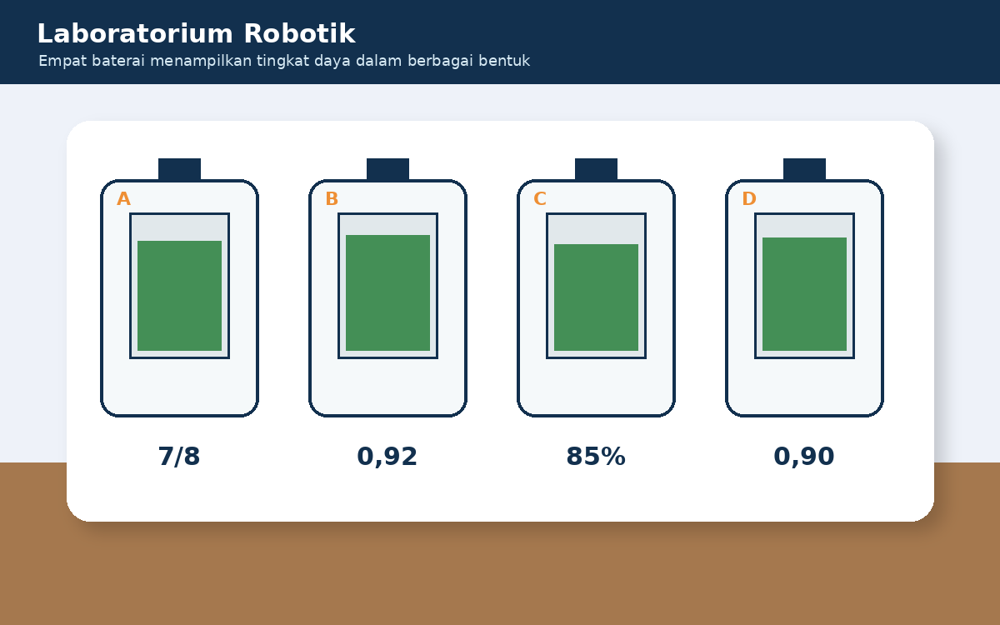 Laboratorium Robotik
Empat baterai menampilkan tingkat daya dalam berbagai bentuk
A B C D
7/8 0,92 85% 0,90